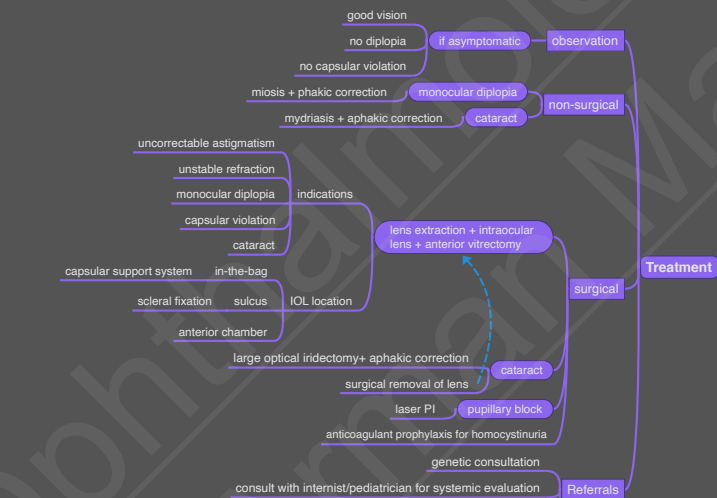 good vision
no diplopia
no capsular violation
if asymptomatic
observation
miosis + phakic correction
monocular diplopia
mydriasis + aphakic correction
cataract
non-surgical
uncorrectable astigmatism
unstable refraction
monocular diplopia
capsular violation
cataract
indications
capsular support system
in-the-bag
scleral fixation
sulcus
anterior chamber
IOL location
lens extraction + intraocular
lens + anterior vitrectomy
large optical iridectomy+ aphakic correction
surgical removal of lens
cataract
laser PI
pupillary block
anticoagulant prophylaxis for homocystinuria
surgical
Treatment
genetic consultation
consult with internist/pediatrician for systemic evaluation
Referrals